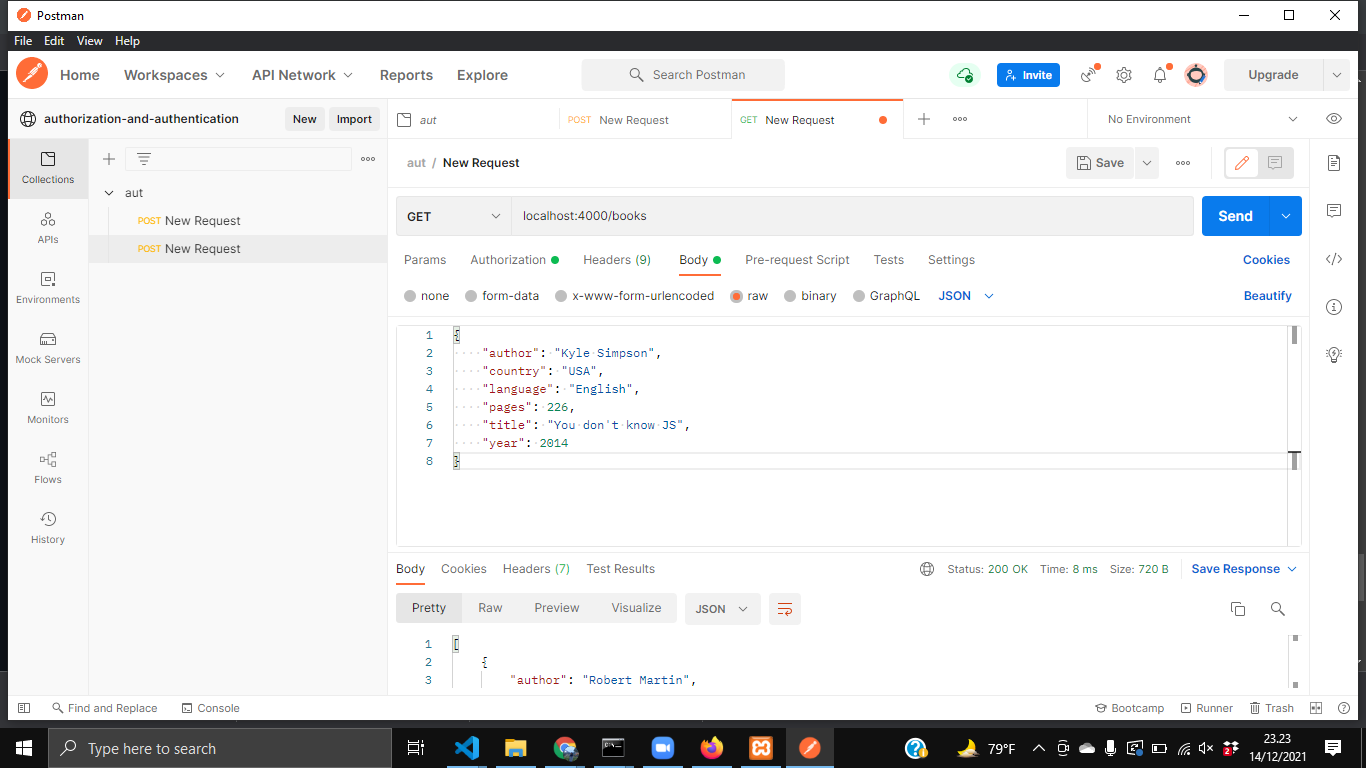 Postman
File Edit View Help
Home Workspaces API Network Reports Explore Search Postman Invite Upgrade
authorization-and-authentication New Import aut POST New Request GET New Request No Environment
Collections
APIs
Environments
Mock Servers
Monitors
Flows
History
aut
POST New Request
POST New Request
aut / New Request Save
GET localhost:4000/books Send
Params Authorization Headers (9) Body Pre-request Script Tests Settings Cookies
none form-data x-www-form-urlencoded raw binary GraphQL JSON Beautify
1 {
2 "author": "Kyle Simpson",
3 "country": "USA",
4 "language": "English",
5 "pages": 226,
6 "title": "You don't know JS",
7 "year": 2014
8 }
Body Cookies Headers (7) Test Results Status: 200 OK Time: 8 ms Size: 720 B Save Response
Pretty Raw Preview Visualize JSON
1 [
2 {
3 "author": "Robert Martin",
Find and Replace Console Bootcamp Runner Trash
Type here to search 79°F 23.23
14/12/2021